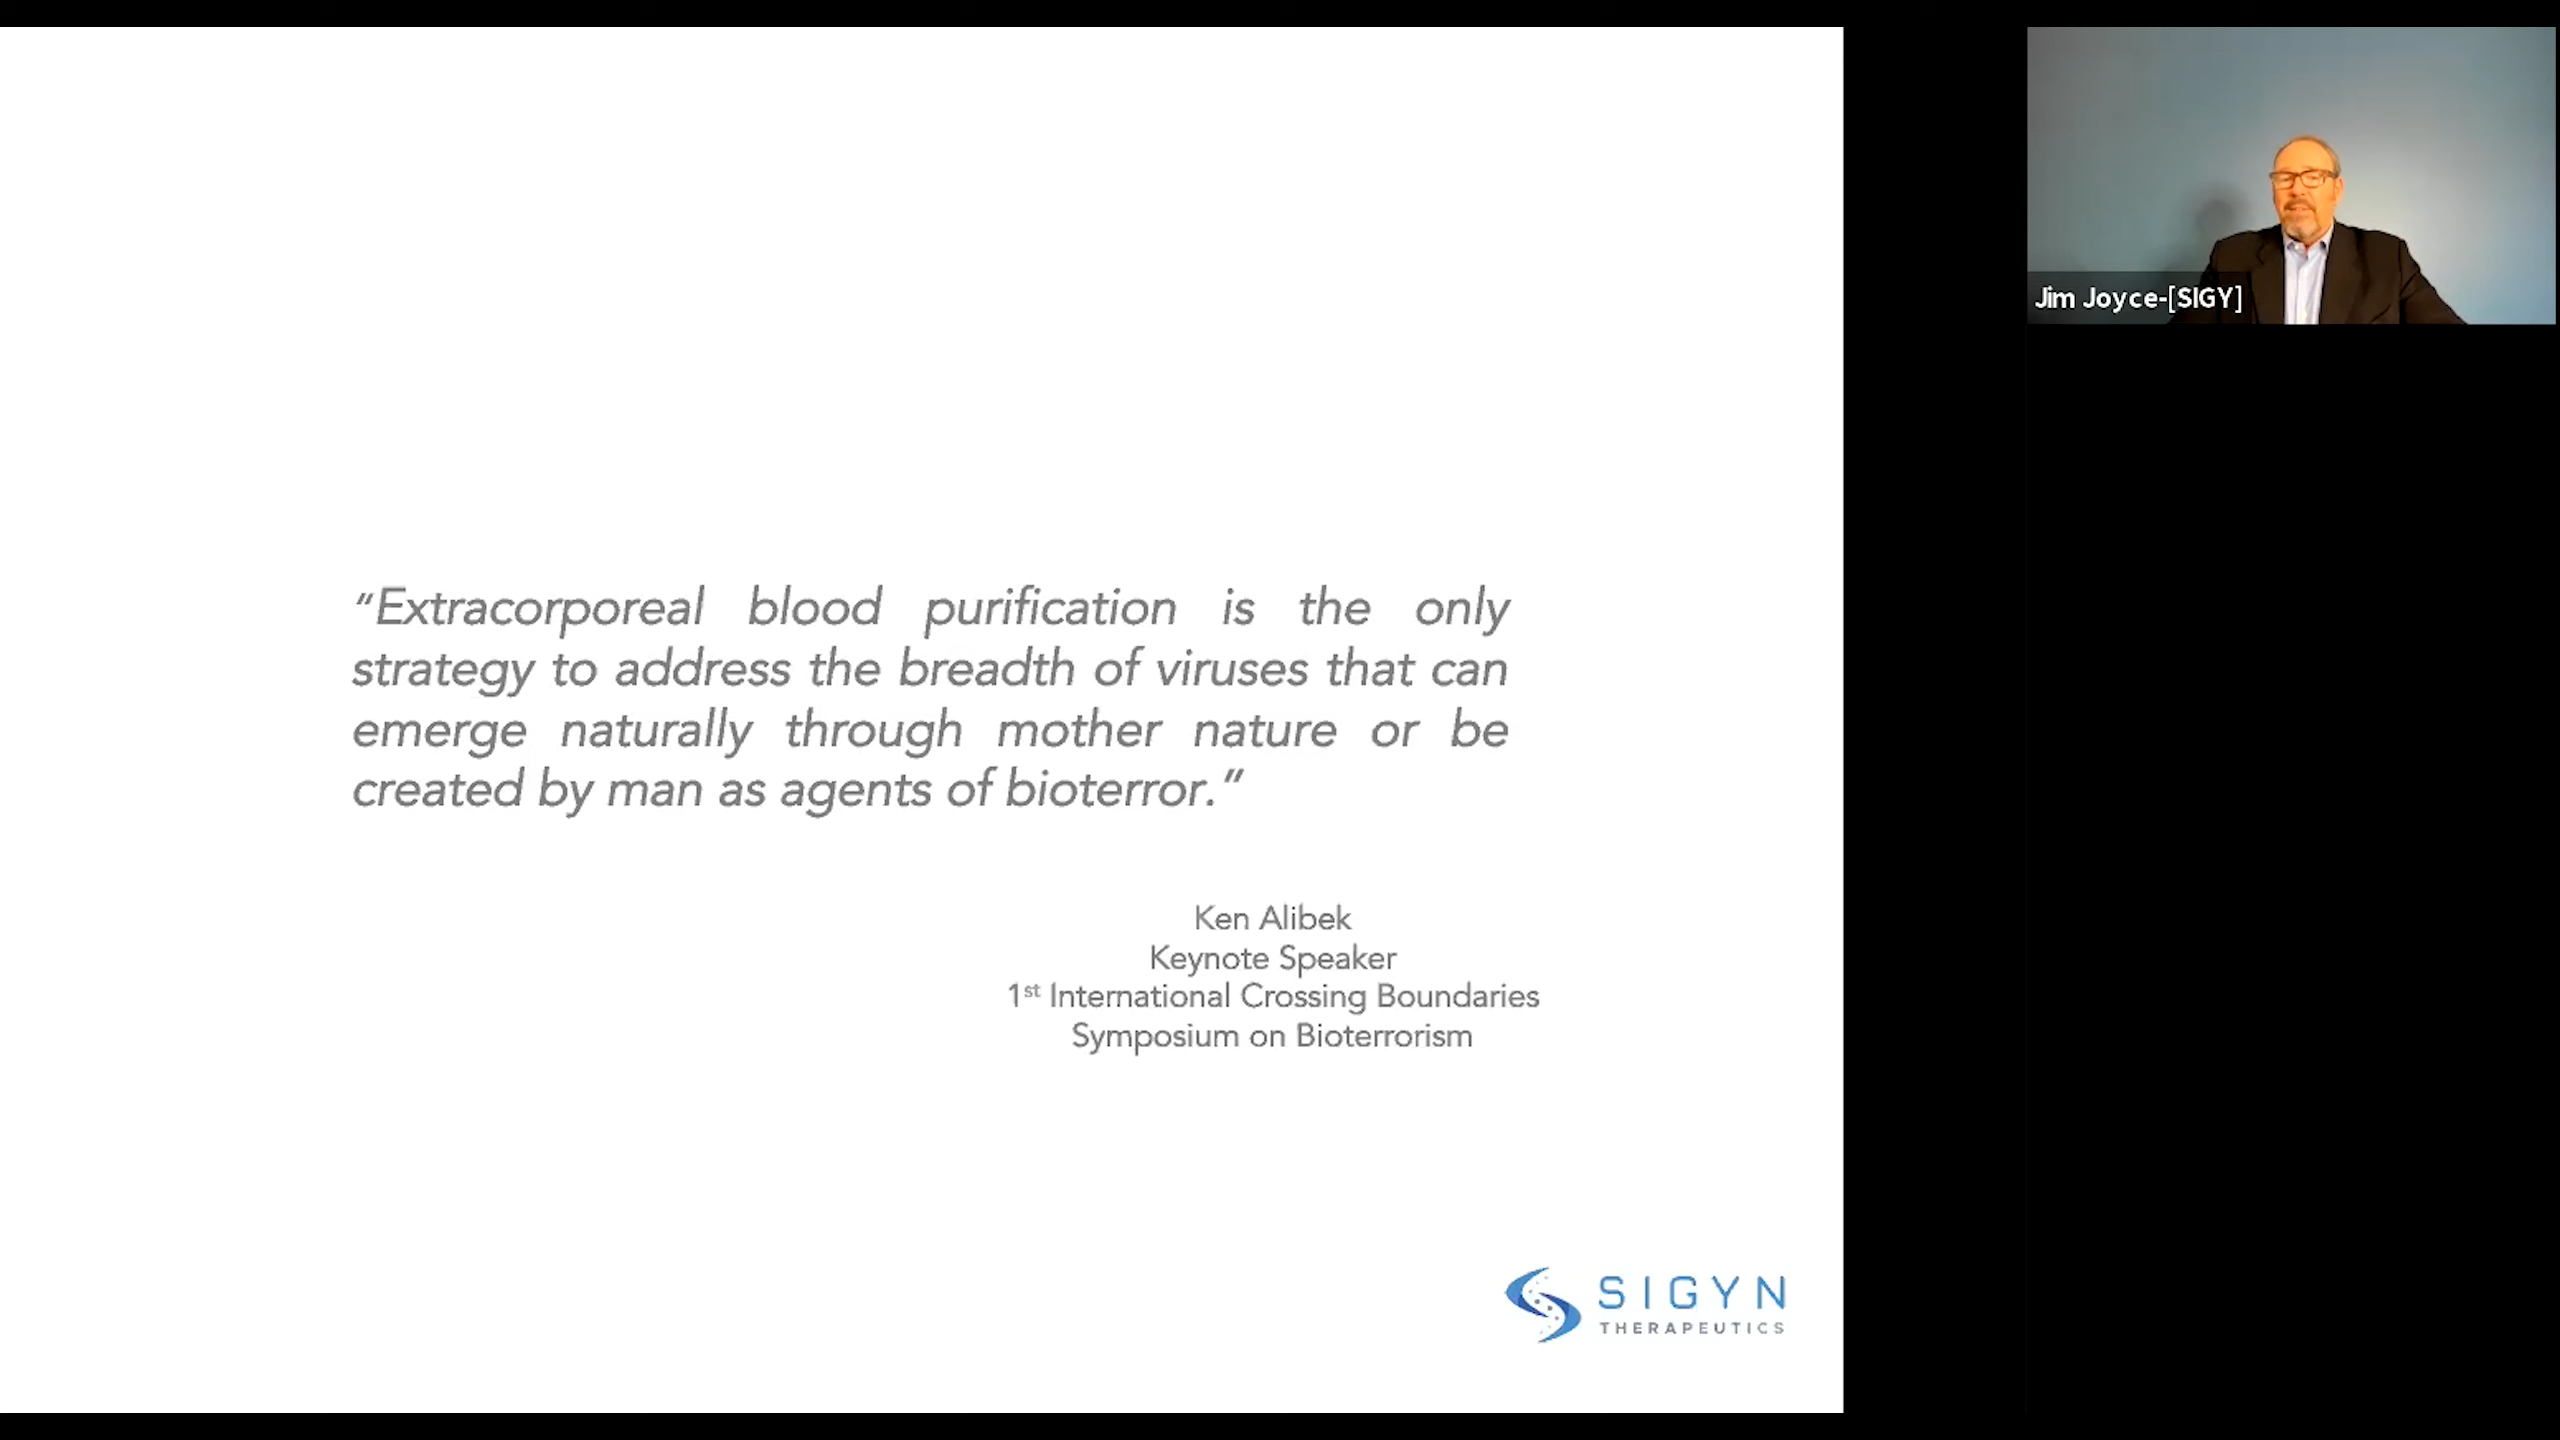 “Extracorporeal blood purification is the only
strategy to address the breadth of viruses that can
emerge naturally through mother nature or be
created by man as agents of bioterror.”
Ken Alibek
Keynote Speaker
1st International Crossing Boundaries
Symposium on Bioterrorism
SIGYN
THERAPEUTICS
Jim Joyce-[SIGY]